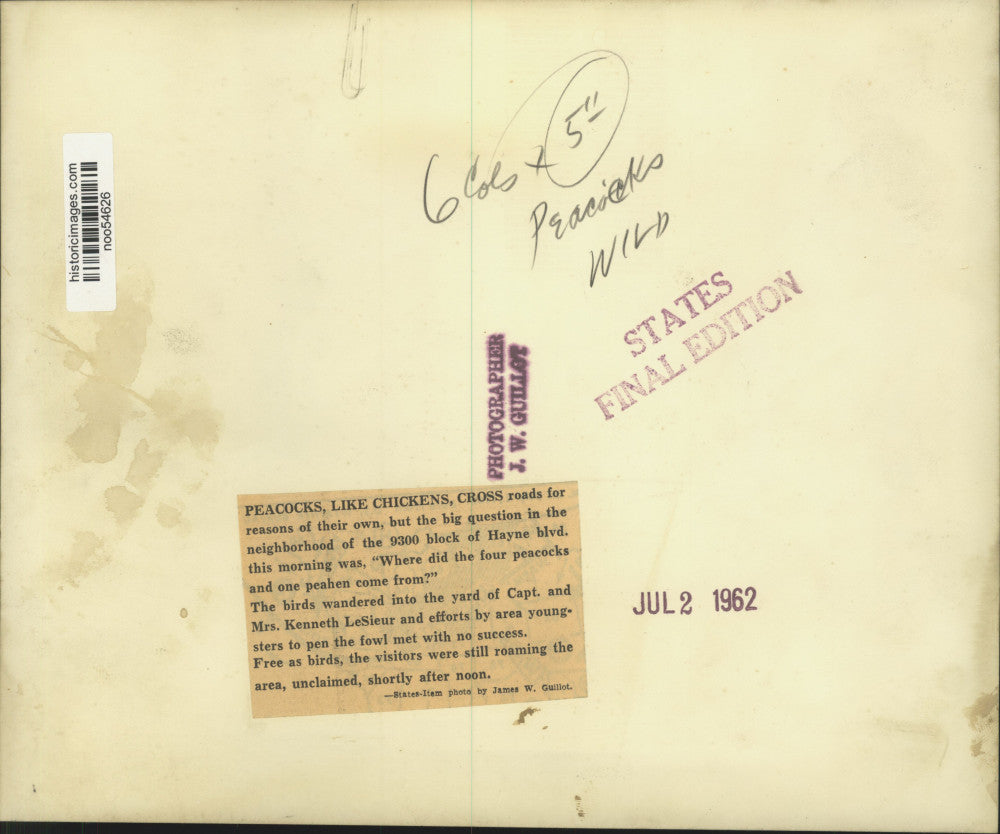 historicimages.com
noo54626
6 Cols x 5"
Peacocks
WILD
STATES
FINAL EDITION
PHOTOGRAPHER
J. W. GUILLOT
PEACOCKS, LIKE CHICKENS, CROSS roads for
reasons of their own, but the big question in the
neighborhood of the 9300 block of Hayne blvd.
this morning was, “Where did the four peacocks
and one peahen come from?”
The birds wandered into the yard of Capt. and
Mrs. Kenneth LeSieur and efforts by area young-
sters to pen the fowl met with no success.
Free as birds, the visitors were still roaming the
area, unclaimed, shortly after noon.
—States-Item photo by James W. Guillot.
JUL 2 1962